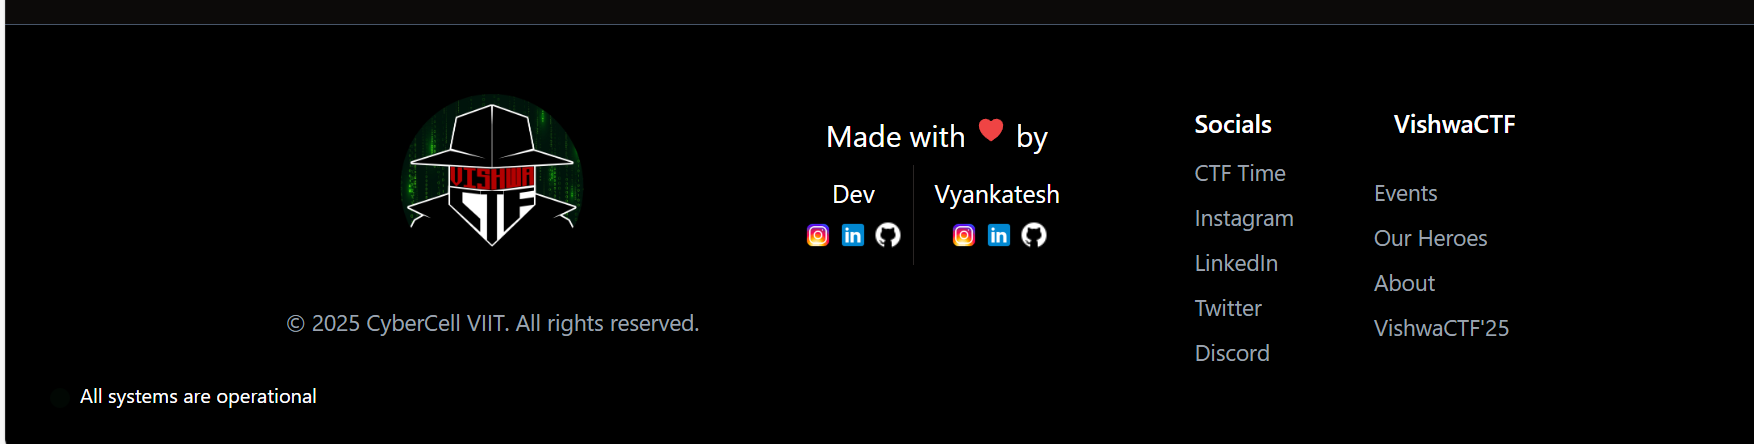 VISHWA
CTF
© 2025 CyberCell VIIT. All rights reserved.
All systems are operational
Made with ❤ by
Dev
Vyankatesh
Socials
CTF Time
Instagram
LinkedIn
Twitter
Discord
VishwaCTF
Events
Our Heroes
About
VishwaCTF'25